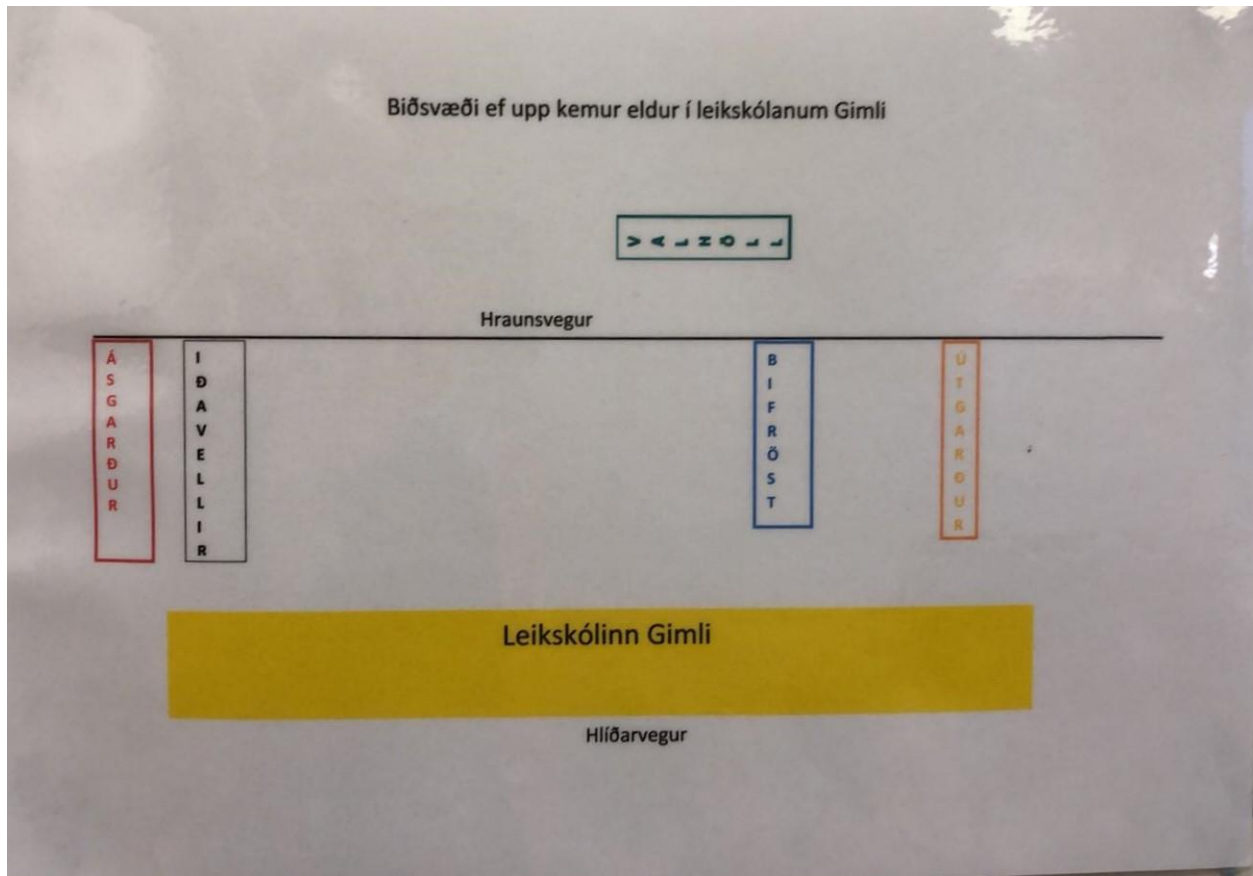 Biðsvæði ef upp kemur eldur í leikskólanum Gimli
VALHÖLL
Hraunsvegur
ÁSGARÐUR
IÐAVELLIR
BIFRÖST
ÚTGARÐUR
Leikskólinn Gimli
Hlíðarvegur